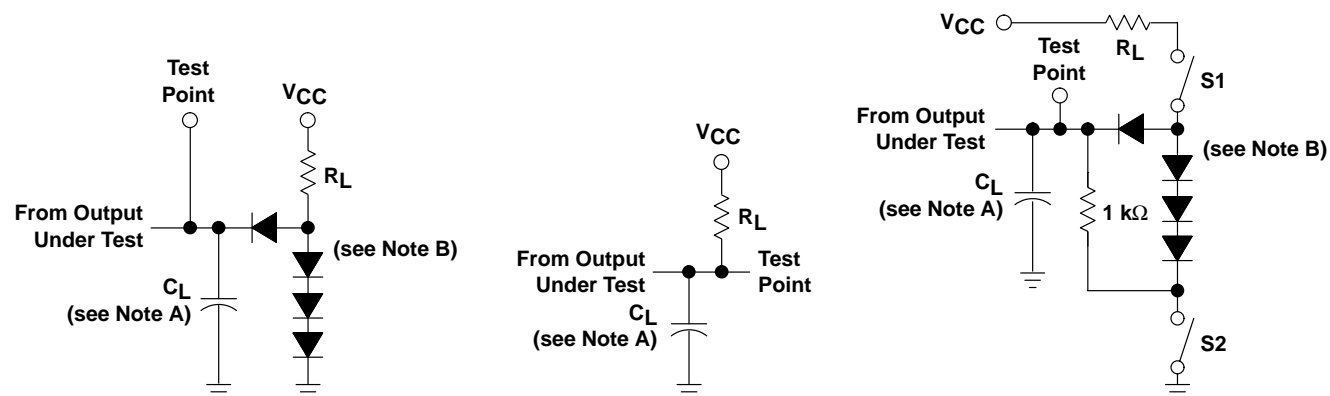 Test
Point
VCC
RL
From Output
Under Test
(see Note B)
CL
(see Note A)
VCC
RL
From Output
Under Test
Test
Point
CL
(see Note A)
VCC
RL
Test
Point
S1
From Output
Under Test
(see Note B)
CL
(see Note A)
1 kΩ
S2